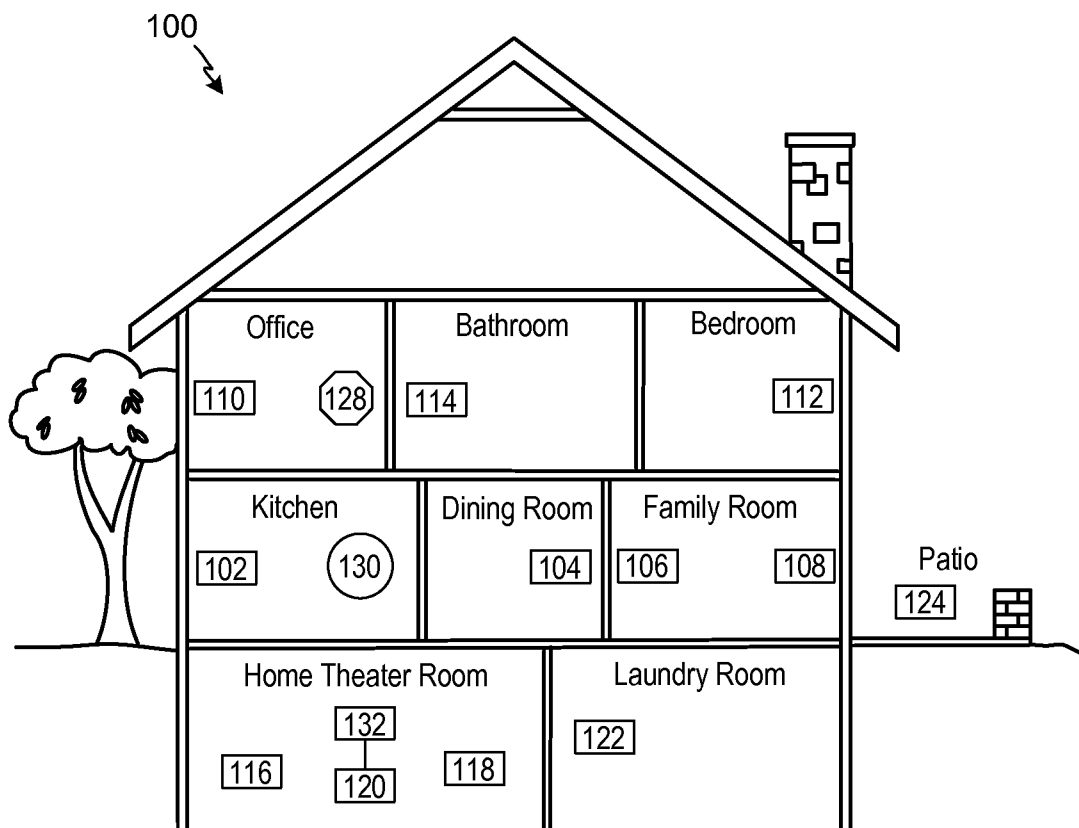 100
Office
Bathroom
Bedroom
110
128
114
112
Kitchen
Dining Room
Family Room
102
130
104
106
108
Patio
124
Home Theater Room
Laundry Room
132
122
116
120
118